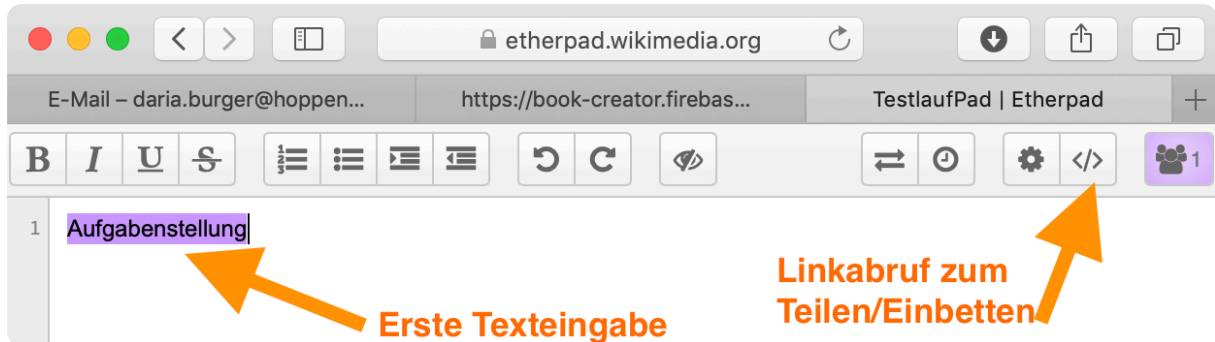 etherpad.wikimedia.org
E-Mail – daria.burger@hoppen...
https://book-creator.firebas...
TestlaufPad | Etherpad
B I U S
1
1 Aufgabenstellung
Linkabruf zum
Teilen/Einbetten
Erste Texteingabe